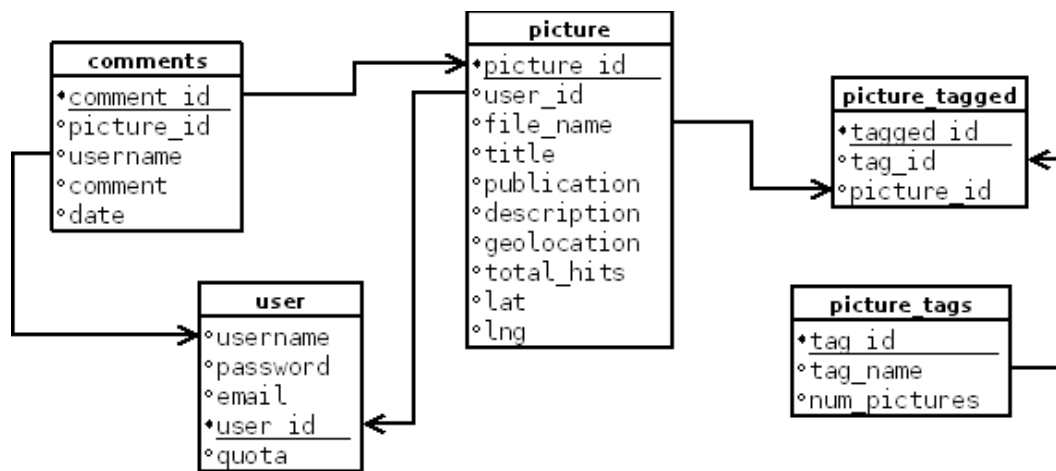 comments
comment_id
picture_id
username
comment
date
picture
picture_id
user_id
file_name
title
publication
description
geolocation
total_hits
lat
lng
picture_tagged
tagged_id
tag_id
picture_id
user
username
password
email
user_id
quota
picture_tags
tag_id
tag_name
num_pictures